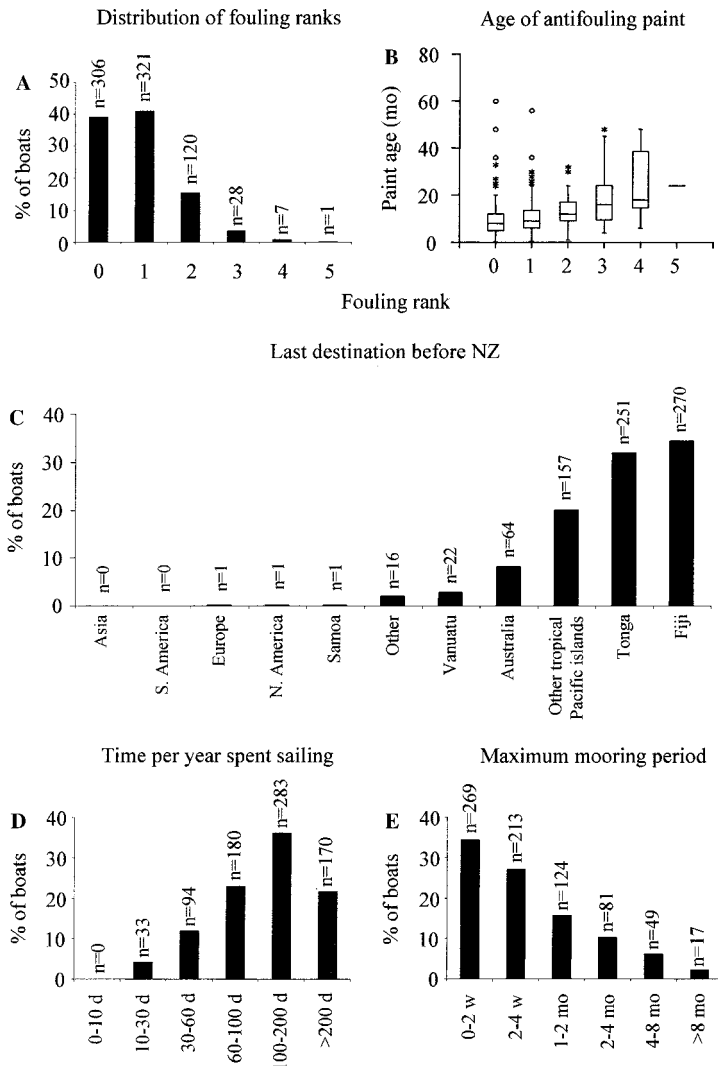 Distribution of fouling ranks
A
% of boats
50
40
30
20
10
0
n=306
n=321
n=120
n=28
n=7
n=1
0 1 2 3 4 5
Age of antifouling paint
B
Paint age (mo)
80
60
40
20
0
0 1 2 3 4 5
Fouling rank
Last destination before NZ
C
% of boats
40
30
20
10
0
n=0
n=0
n=1
n=1
n=1
n=16
n=22
n=64
n=157
n=251
n=270
Asia
S. America
Europe
N. America
Samoa
Other
Vanuatu
Australia
Other tropical
Pacific islands
Tonga
Fiji
Time per year spent sailing
D
% of boats
40
30
20
10
0
n=0
n=33
n=94
n=180
n=283
n=170
0-10 d
10-30 d
30-60 d
60-100 d
100-200 d
>200 d
Maximum mooring period
E
% of boats
40
30
20
10
0
n=269
n=213
n=124
n=81
n=49
n=17
0-2 w
2-4 w
1-2 mo
2-4 mo
4-8 mo
>8 mo